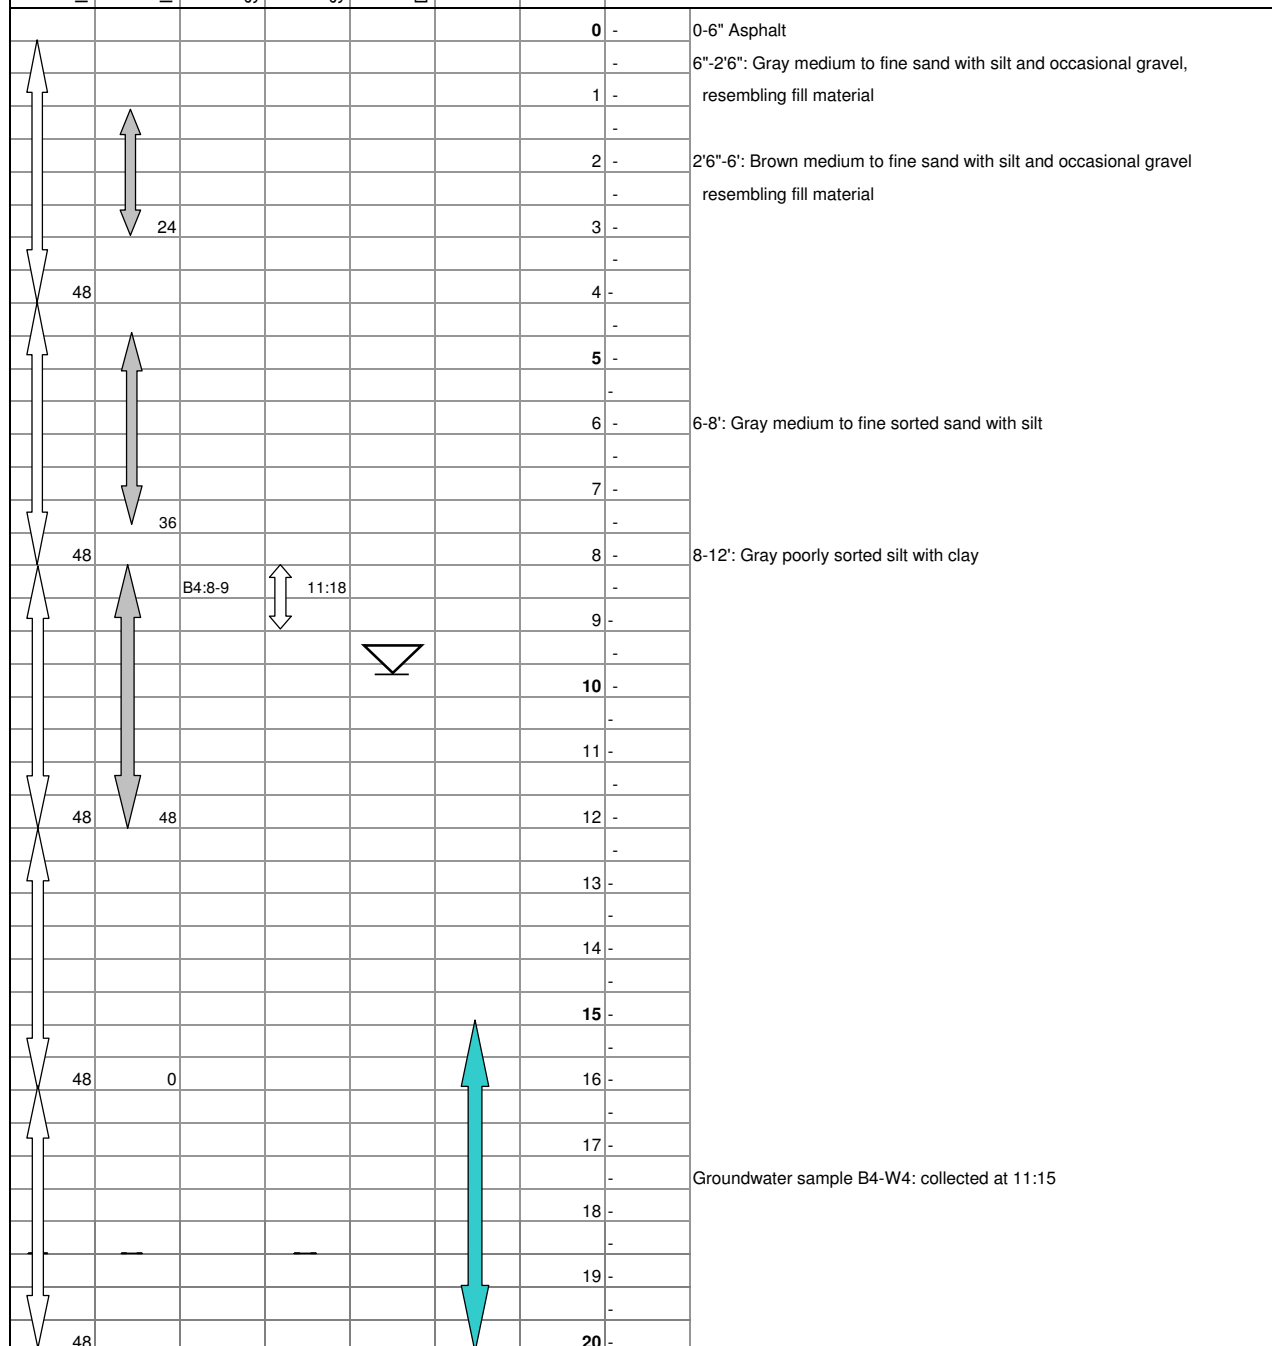 0 - 0-6" Asphalt
- 6"-2'6": Gray medium to fine sand with silt and occasional gravel,
1 - resembling fill material
-
2 - 2'6"-6': Brown medium to fine sand with silt and occasional gravel
- resembling fill material
24 3 -
-
48 4 -
-
5 -
-
6 - 6-8': Gray medium to fine sorted sand with silt
-
7 -
36 -
48 8 - 8-12': Gray poorly sorted silt with clay
B4:8-9 11:18 -
9 -
-
10 -
-
11 -
-
48 48 12 -
-
13 -
-
14 -
-
15 -
-
48 0 16 -
-
17 -
- Groundwater sample B4-W4: collected at 11:15
18 -
-
19 -
-
48 20 -